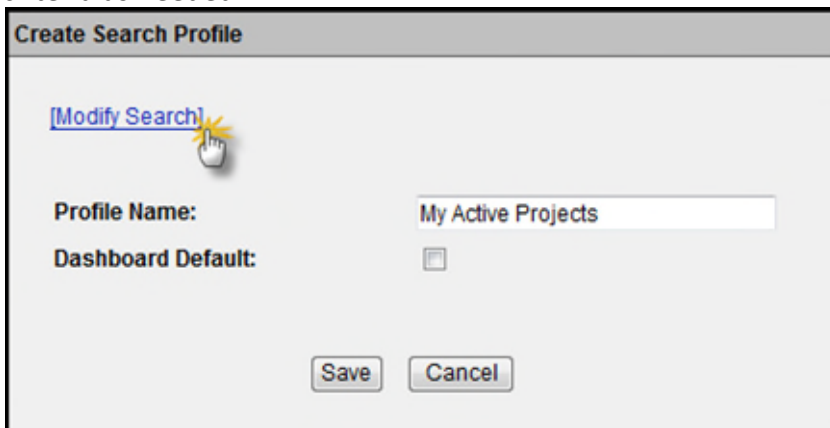 Create Search Profile
[Modify Search]
Profile Name: My Active Projects
Dashboard Default:
Save Cancel